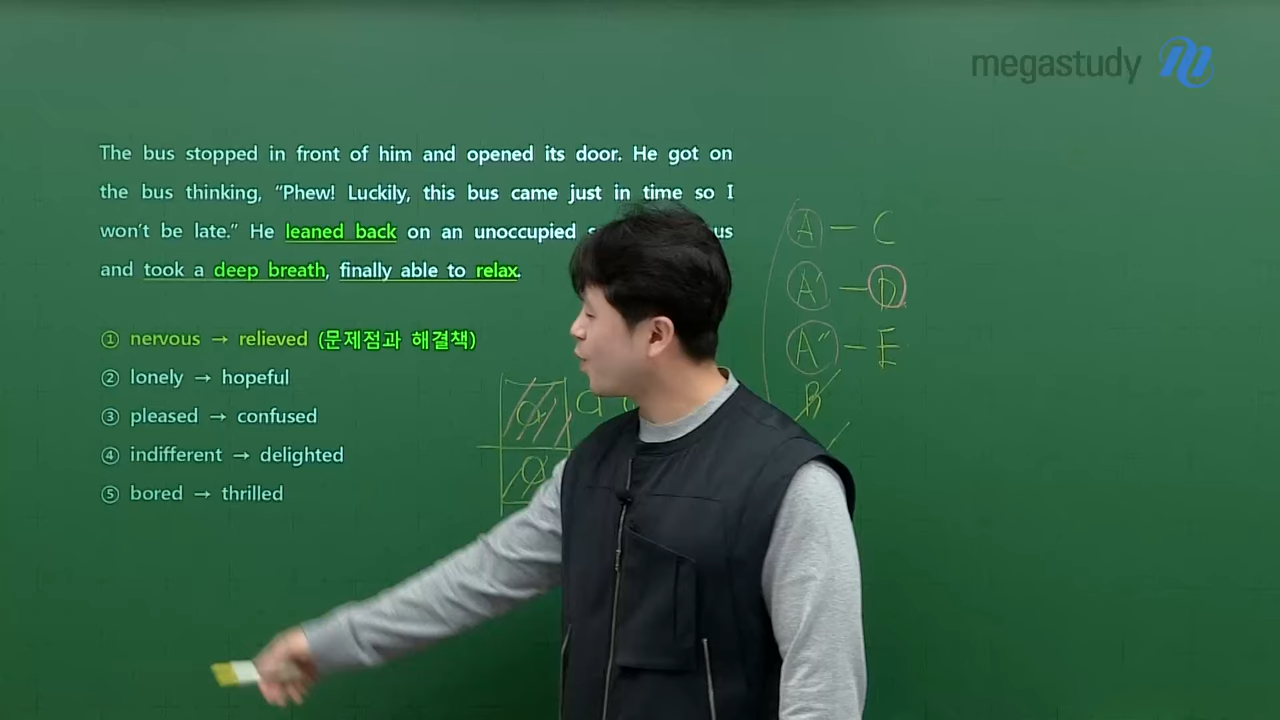 megastudy
The bus stopped in front of him and opened its door. He got on
the bus thinking, “Phew! Luckily, this bus came just in time so I
won’t be late.” He leaned back on an unoccupied
and took a deep breath, finally able to relax.
① nervous → relieved (문제점과 해결책)
② lonely → hopeful
③ pleased → confused
④ indifferent → delighted
⑤ bored → thrilled
A — C
A' — D
A'' — E
B